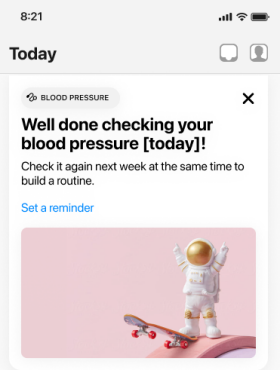 8:21
Today
BLOOD PRESSURE
Well done checking your
blood pressure [today]!
Check it again next week at the same time to
build a routine.
Set a reminder